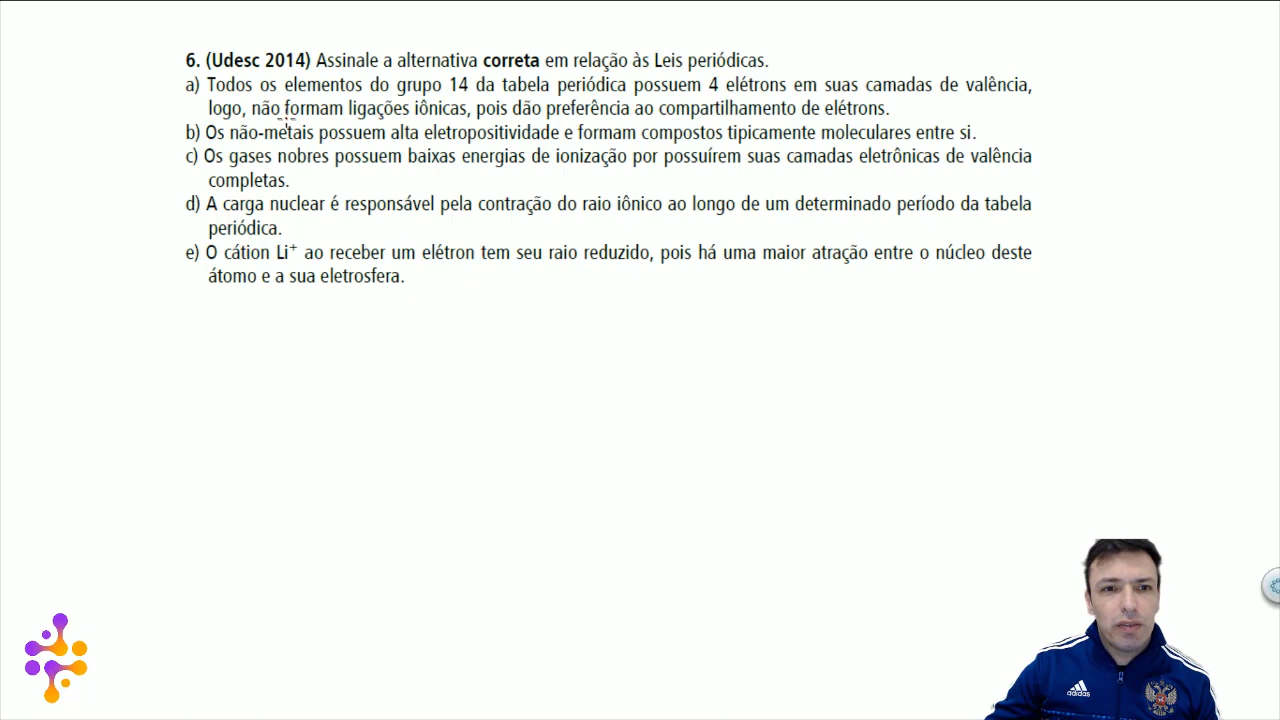 6. (Udesc 2014) Assinale a alternativa correta em relação às Leis periódicas.
a) Todos os elementos do grupo 14 da tabela periódica possuem 4 elétrons em suas camadas de valência,
logo, não formam ligações iônicas, pois dão preferência ao compartilhamento de elétrons.
b) Os não-metais possuem alta eletropositividade e formam compostos tipicamente moleculares entre si.
c) Os gases nobres possuem baixas energias de ionização por possuírem suas camadas eletrônicas de valência
completas.
d) A carga nuclear é responsável pela contração do raio iônico ao longo de um determinado período da tabela
periódica.
e) O cátion Li⁺ ao receber um elétron tem seu raio reduzido, pois há uma maior atração entre o núcleo deste
átomo e a sua eletrosfera.
adidas